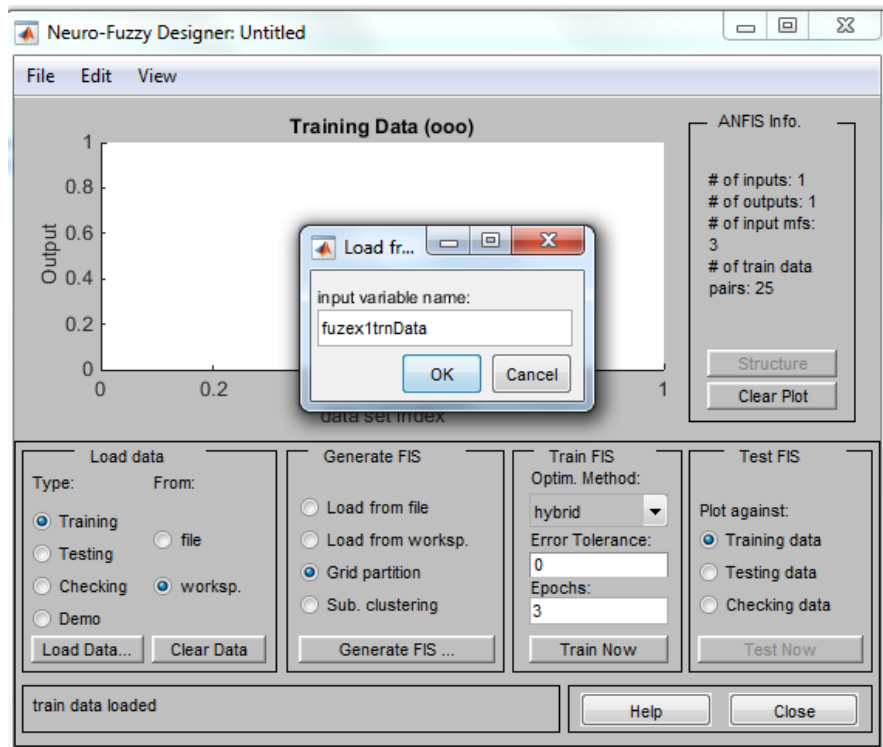 Neuro-Fuzzy Designer: Untitled
File Edit View
Training Data (ooo)
1
0.8
0.6
0.4
0.2
0
Output
0 0.2 1
data set index
Load fr...
input variable name:
fuzex1trnData
OK Cancel
ANFIS Info.
# of inputs: 1
# of outputs: 1
# of input mfs:
3
# of train data
pairs: 25
Structure
Clear Plot
Load data
Type: From:
Training
Testing
Checking
Demo
file
worksp.
Load Data... Clear Data
Generate FIS
Load from file
Load from worksp.
Grid partition
Sub. clustering
Generate FIS ...
Train FIS
Optim. Method:
hybrid
Error Tolerance:
0
Epochs:
3
Train Now
Test FIS
Plot against:
Training data
Testing data
Checking data
Test Now
train data loaded
Help Close